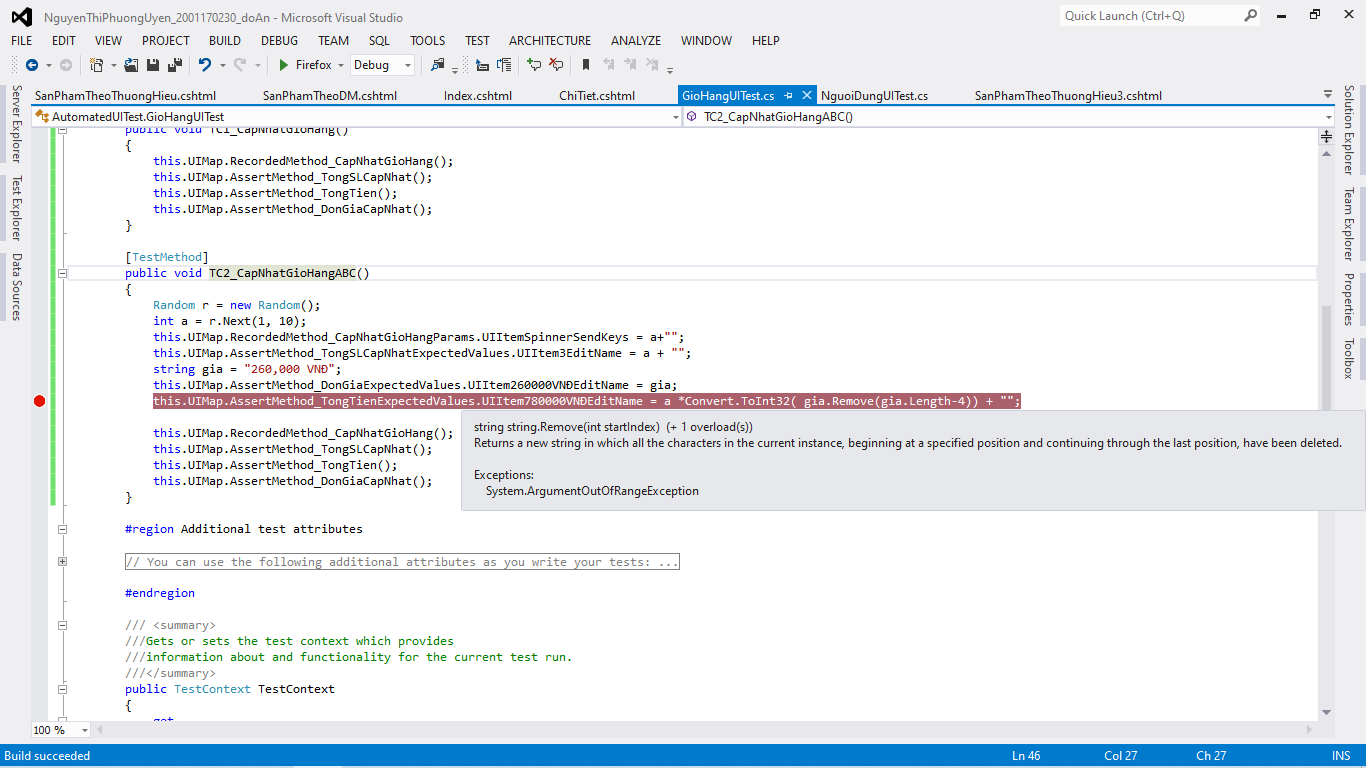 NguyenThiPhuongUyen_2001170230_doAn - Microsoft Visual Studio
Quick Launch (Ctrl+Q)
FILE EDIT VIEW PROJECT BUILD DEBUG TEAM SQL TOOLS TEST ARCHITECTURE ANALYZE WINDOW HELP
Firefox Debug
SanPhamTheoThuongHieu.cshtml SanPhamTheoDM.cshtml Index.cshtml ChiTiet.cshtml GioHangUITest.cs NguoiDungUITest.cs SanPhamTheoThuongHieu3.cshtml
AutomatedUITest.GioHangUITest TC2_CapNhatGioHangABC()
Server Explorer
Test Explorer
Data Sources
public void TC1_CapNhatGioHang()
{
this.UIMap.RecordedMethod_CapNhatGioHang();
this.UIMap.AssertMethod_TongSLCapNhat();
this.UIMap.AssertMethod_TongTien();
this.UIMap.AssertMethod_DonGiaCapNhat();
}
[TestMethod]
public void TC2_CapNhatGioHangABC()
{
Random r = new Random();
int a = r.Next(1, 10);
this.UIMap.RecordedMethod_CapNhatGioHangParams.UIItemSpinnerSendKeys = a+"";
this.UIMap.AssertMethod_TongSLCapNhatExpectedValues.UIItem3EditName = a + "";
string gia = "260,000 VNĐ";
this.UIMap.AssertMethod_DonGiaExpectedValues.UIItem260000VNĐEditName = gia;
this.UIMap.AssertMethod_TongTienExpectedValues.UIItem780000VNĐEditName = a *Convert.ToInt32( gia.Remove(gia.Length-4)) + "";
string string.Remove(int startIndex) (+ 1 overload(s))
Returns a new string in which all the characters in the current instance, beginning at a specified position and continuing through the last position, have been deleted.
Exceptions:
System.ArgumentOutOfRangeException
this.UIMap.RecordedMethod_CapNhatGioHang();
this.UIMap.AssertMethod_TongSLCapNhat();
this.UIMap.AssertMethod_TongTien();
this.UIMap.AssertMethod_DonGiaCapNhat();
}
#region Additional test attributes
// You can use the following additional attributes as you write your tests: ...
#endregion
/// <summary>
///Gets or sets the test context which provides
///information about and functionality for the current test run.
///</summary>
public TestContext TestContext
{
get
Solution Explorer
Team Explorer
Properties
Toolbox
100 %
Build succeeded Ln 46 Col 27 Ch 27 INS